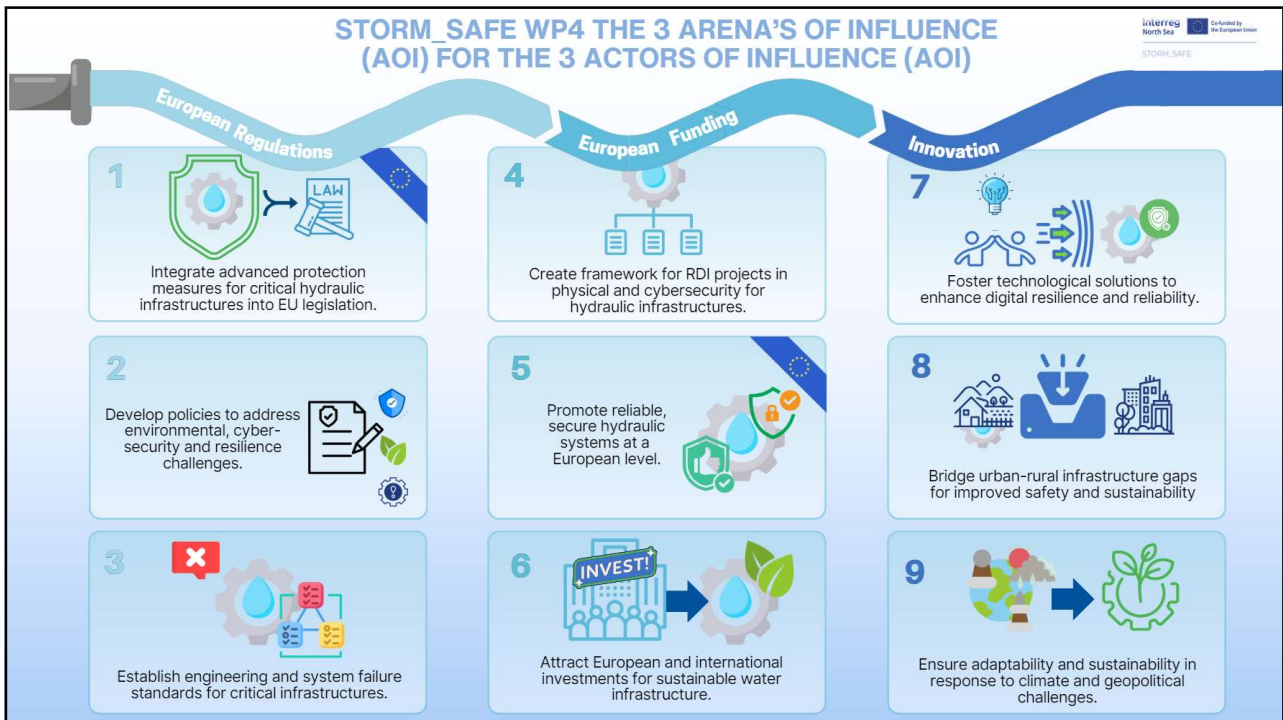 STORM_SAFE WP4 THE 3 ARENA'S OF INFLUENCE
(AOI) FOR THE 3 ACTORS OF INFLUENCE (AOI)
Interreg
North Sea
Co-funded by
the European Union
STORM_SAFE
European Regulations
European Funding
Innovation
1
LAW
Integrate advanced protection
measures for critical hydraulic
infrastructures into EU legislation.
2
Develop policies to address
environmental, cyber-
security and resilience
challenges.
3
Establish engineering and system failure
standards for critical infrastructures.
4
Create framework for RDI projects in
physical and cybersecurity for
hydraulic infrastructures.
5
Promote reliable,
secure hydraulic
systems at a
European level.
6
INVEST!
Attract European and international
investments for sustainable water
infrastructure.
7
Foster technological solutions to
enhance digital resilience and reliability.
8
Bridge urban-rural infrastructure gaps
for improved safety and sustainability
9
Ensure adaptability and sustainability in
response to climate and geopolitical
challenges.